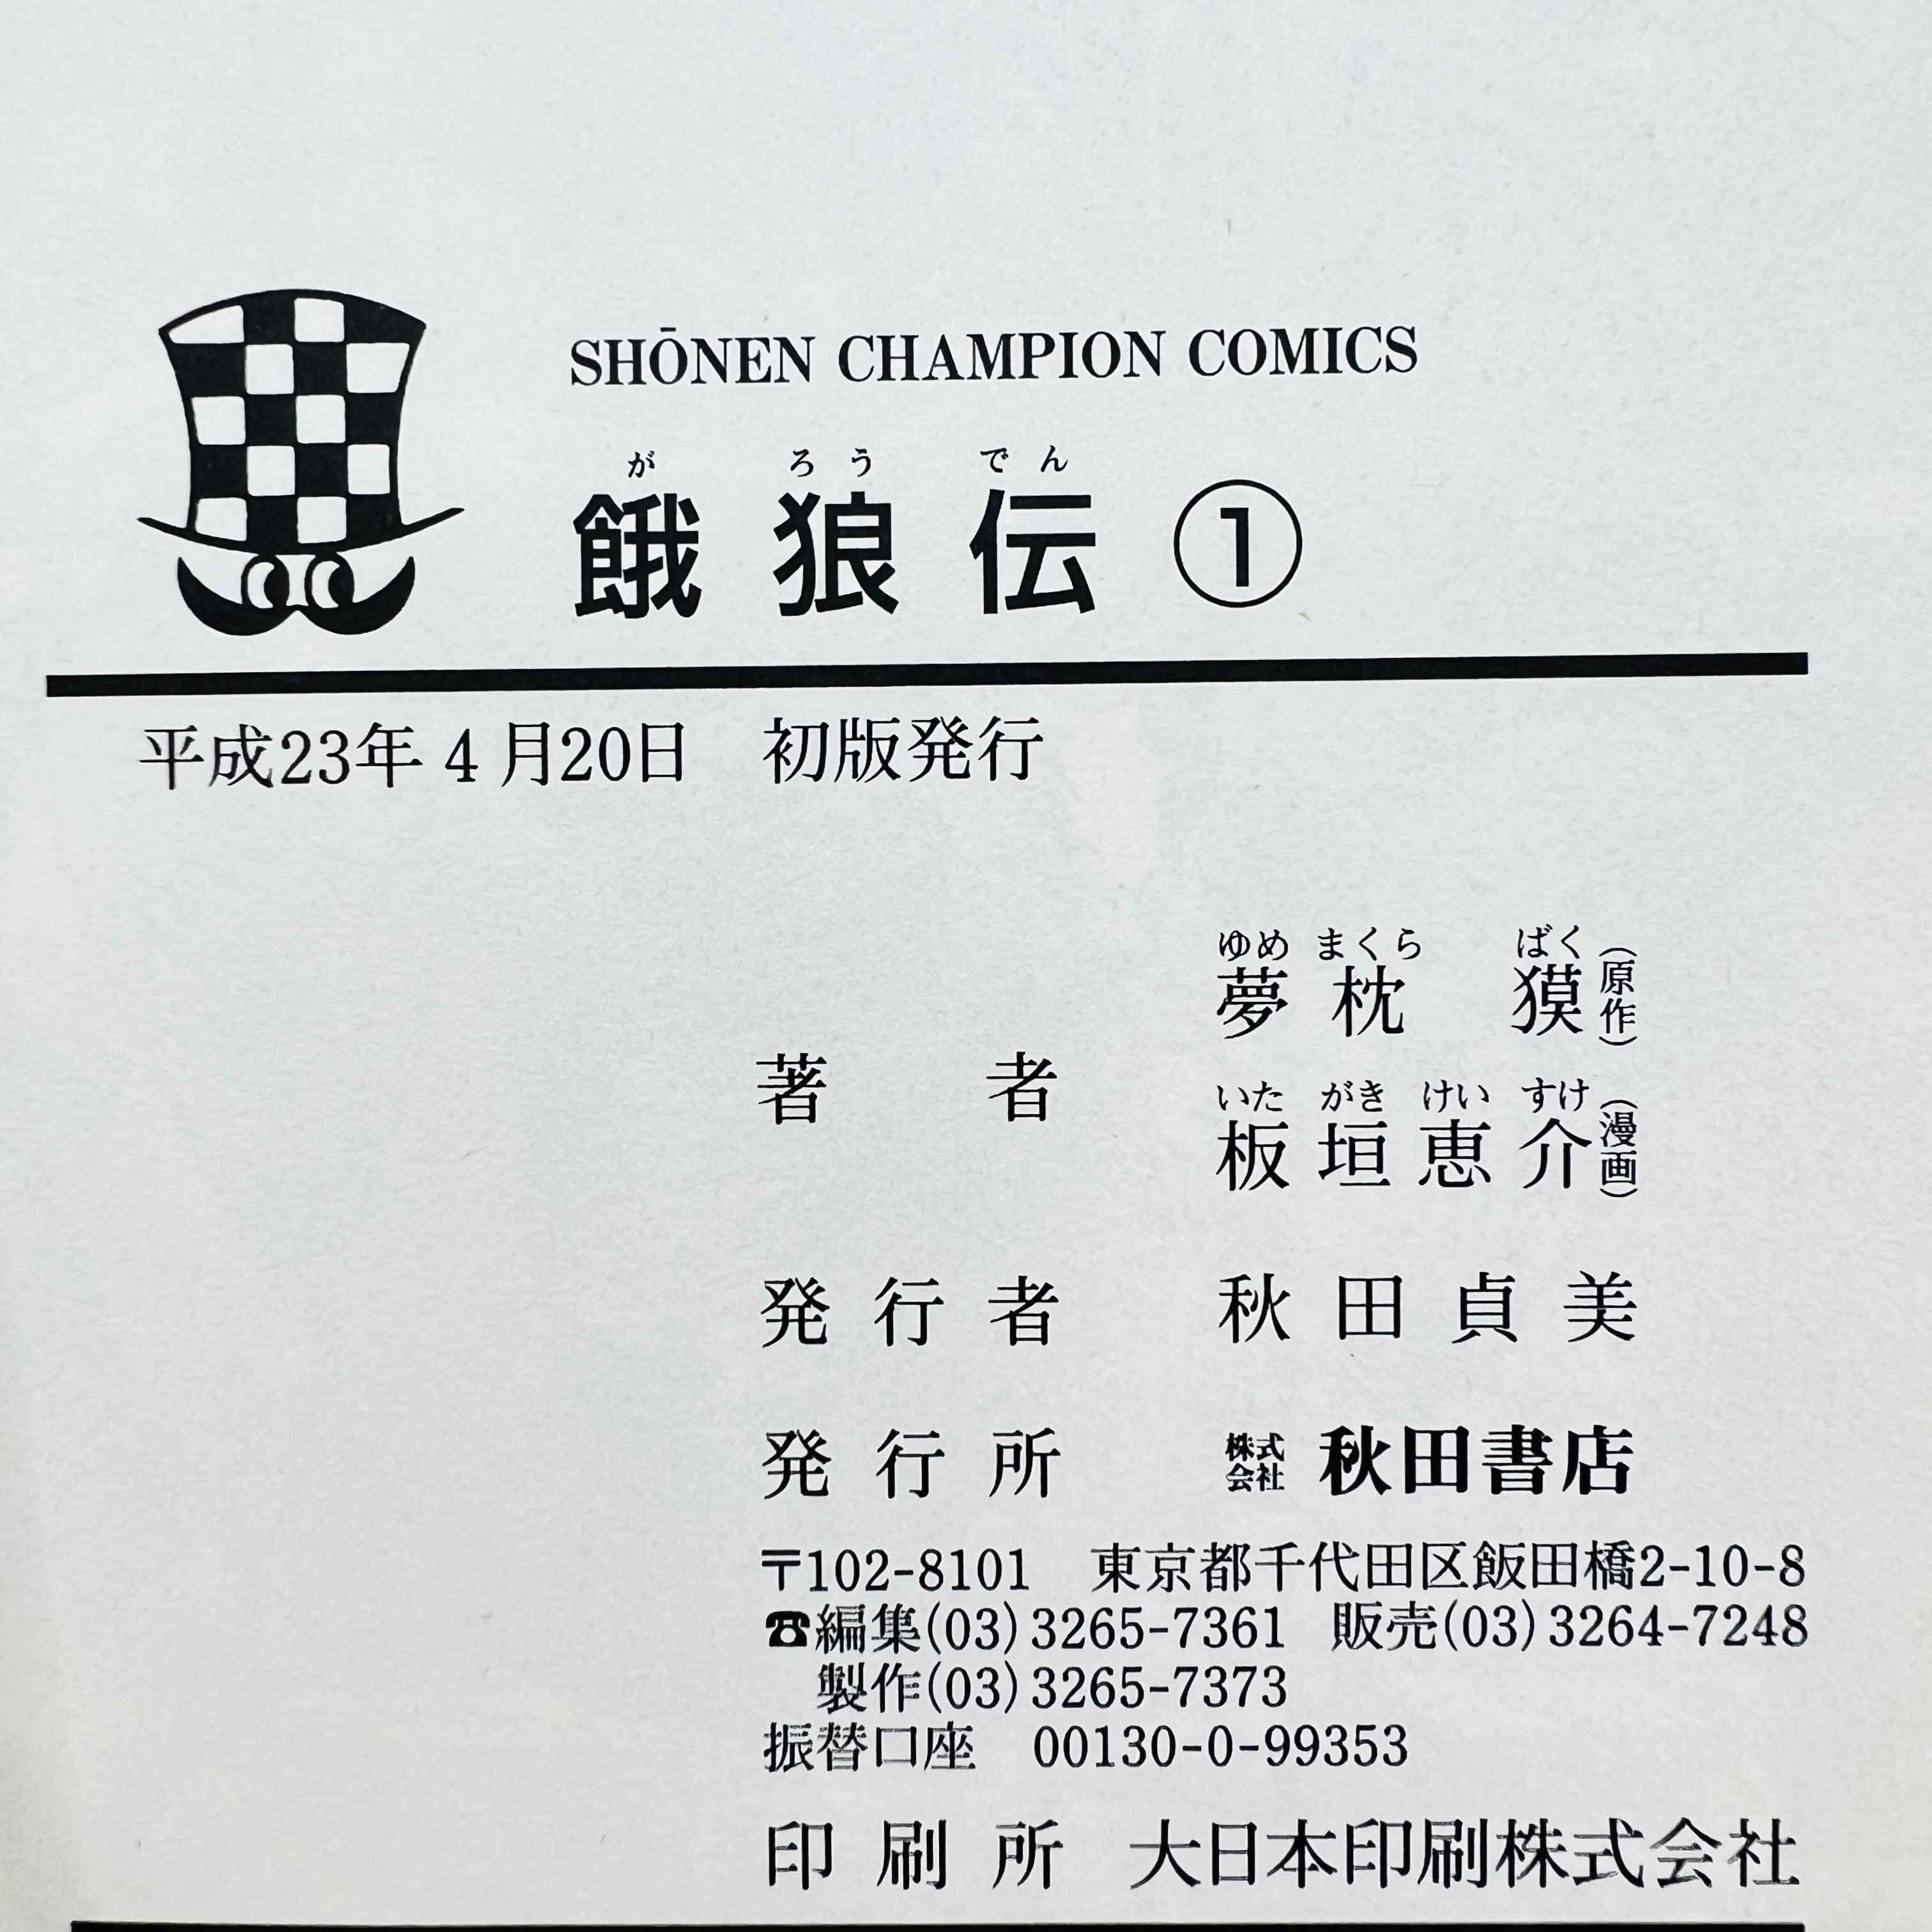 SHŌNEN CHAMPION COMICS
が ろう でん
餓狼伝 ①
平成23年4月20日 初版発行
ゆめ まくら ばく
著者 夢枕 獏(原作)
いた がき けい すけ
板垣恵介(漫画)
発行者 秋田貞美
発行所 株式会社 秋田書店
〒102-8101 東京都千代田区飯田橋2-10-8
☎編集(03)3265-7361 販売(03)3264-7248
製作(03)3265-7373
振替口座 00130-0-99353
印刷所 大日本印刷株式会社